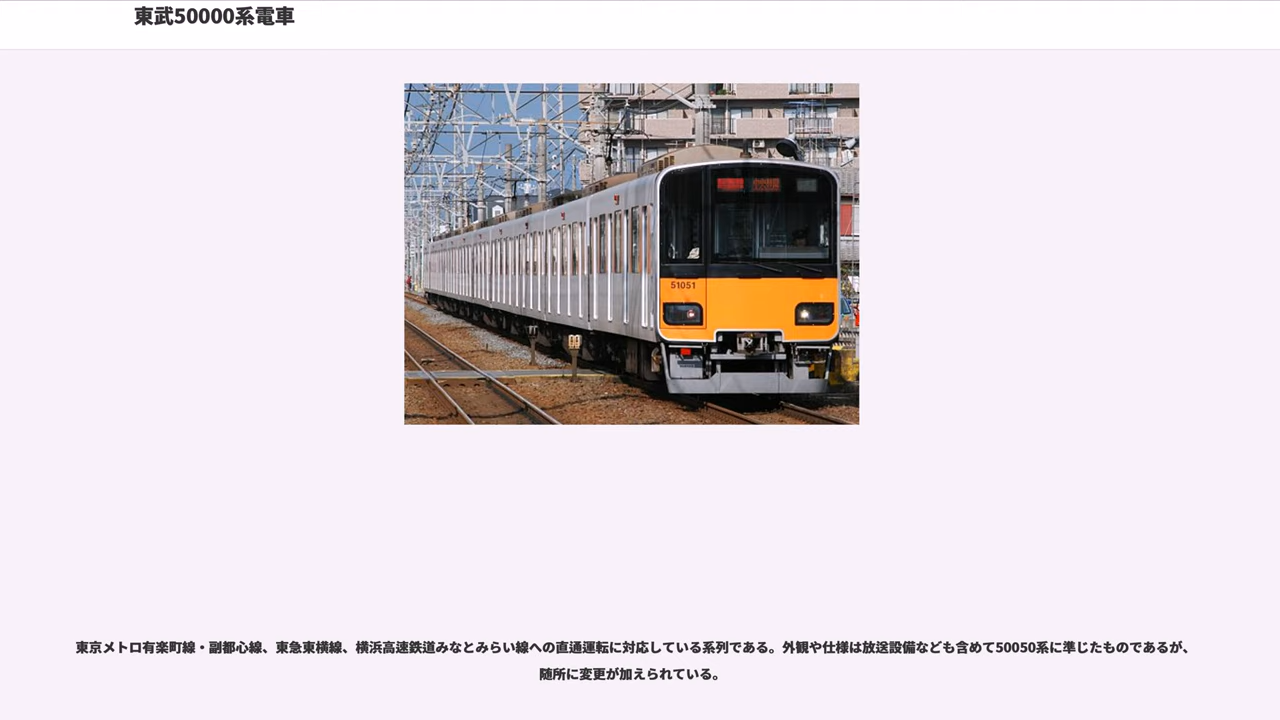 東武50000系電車
51051
東京メトロ有楽町線・副都心線、東急東横線、横浜高速鉄道みなとみらい線への直通運転に対応している系列である。外観や仕様は放送設備なども含めて50050系に準じたものであるが、
随所に変更が加えられている。